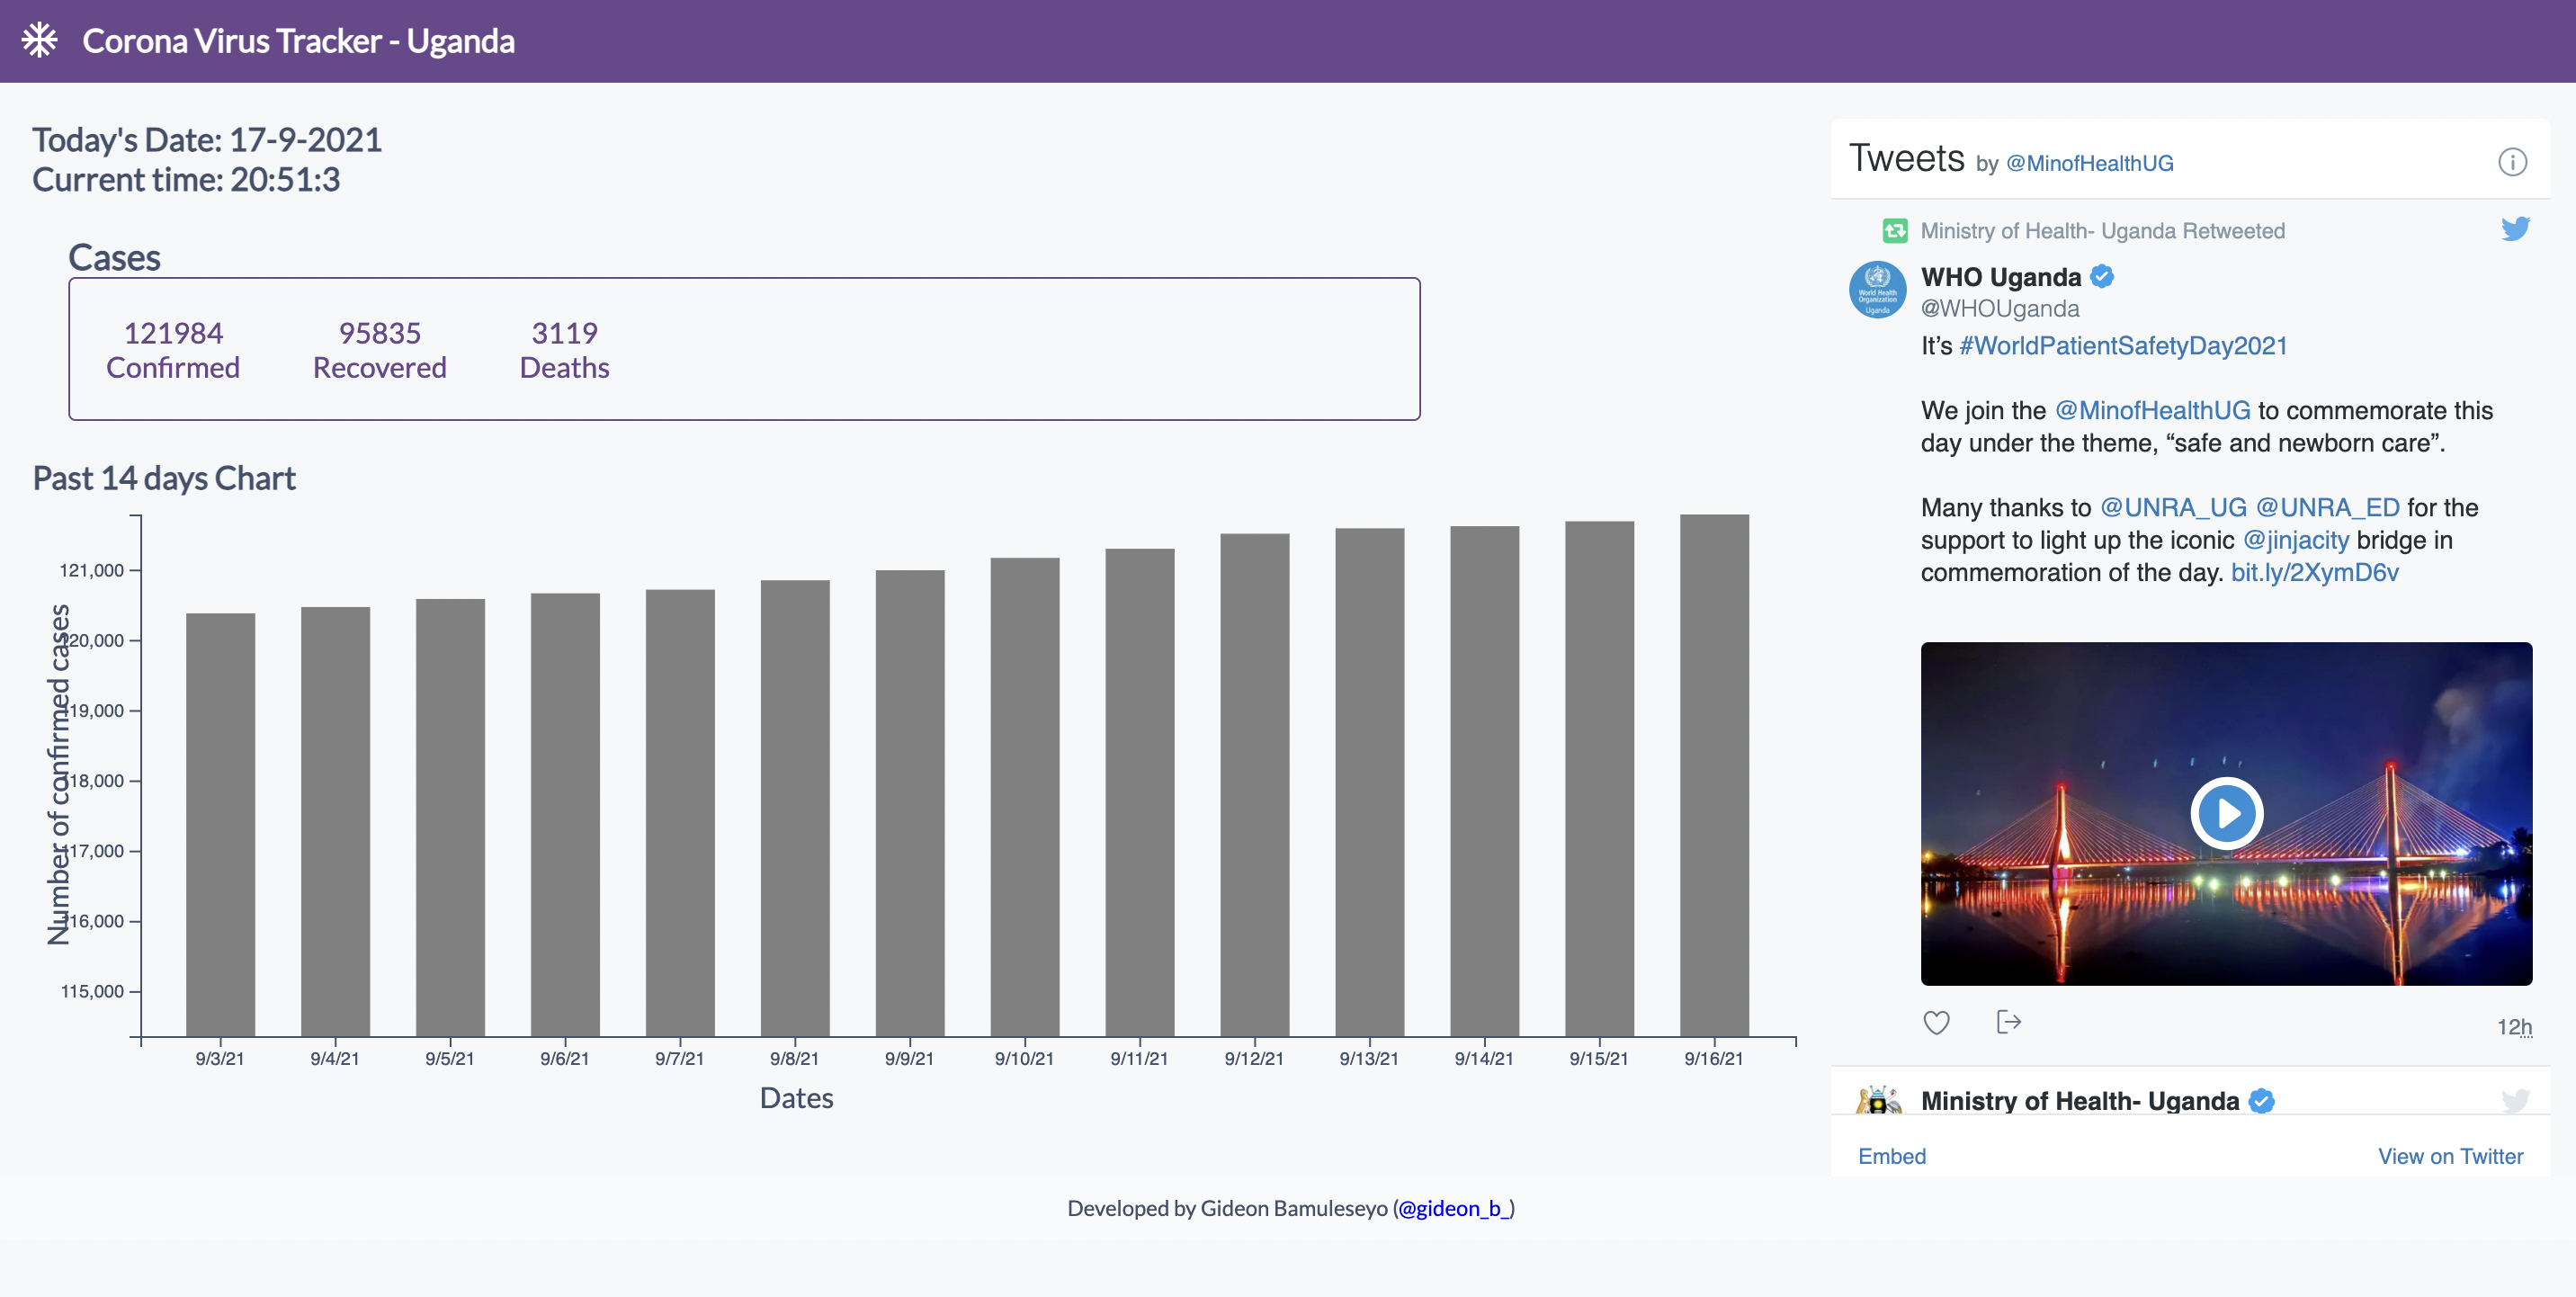 Corona Virus Tracker - Uganda
Today's Date: 17-9-2021
Current time: 20:51:3
Cases
121984
Confirmed
95835
Recovered
3119
Deaths
Past 14 days Chart
Number of confirmed cases
121,000
120,000
119,000
118,000
117,000
116,000
115,000
9/3/21
9/4/21
9/5/21
9/6/21
9/7/21
9/8/21
9/9/21
9/10/21
9/11/21
9/12/21
9/13/21
9/14/21
9/15/21
9/16/21
Dates
Tweets by @MinofHealthUG
Ministry of Health- Uganda Retweeted
World Health
Organization
Uganda
WHO Uganda
@WHOUganda
It’s #WorldPatientSafetyDay2021
We join the @MinofHealthUG to commemorate this
day under the theme, “safe and newborn care”.
Many thanks to @UNRA_UG @UNRA_ED for the
support to light up the iconic @jinjacity bridge in
commemoration of the day. bit.ly/2XymD6v
12h
Ministry of Health- Uganda
Embed
View on Twitter
Developed by Gideon Bamuleseyo (@gideon_b_)